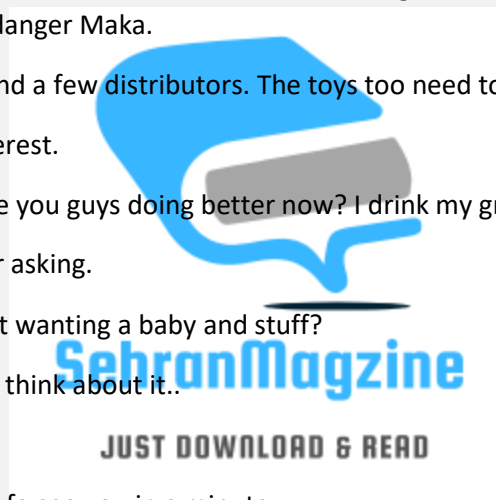 danger Maka.
nd a few distributors. The toys too need to
erest.
e you guys doing better now? I drink my gr
r asking.
t wanting a baby and stuff?
SehranMagzine
think about it..
JUST DOWNLOAD & READ